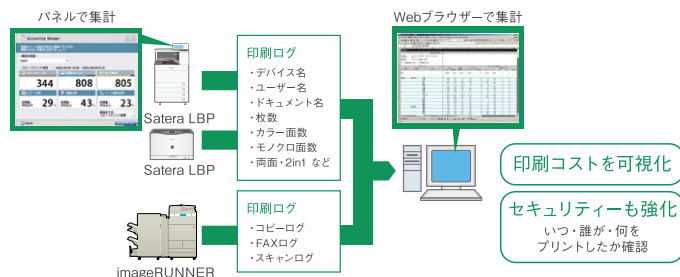 パネルで集計
Accounting Manager
344
808
805
29
43
23
Satera LBP
Satera LBP
imageRUNNER
印刷ログ
・デバイス名
・ユーザー名
・ドキュメント名
・枚数
・カラー面数
・モノクロ面数
・両面・2in1 など
印刷ログ
・コピーログ
・FAXログ
・スキャンログ
Webブラウザーで集計
印刷コストを可視化
セキュリティーも強化
いつ・誰が・何を
プリントしたか確認